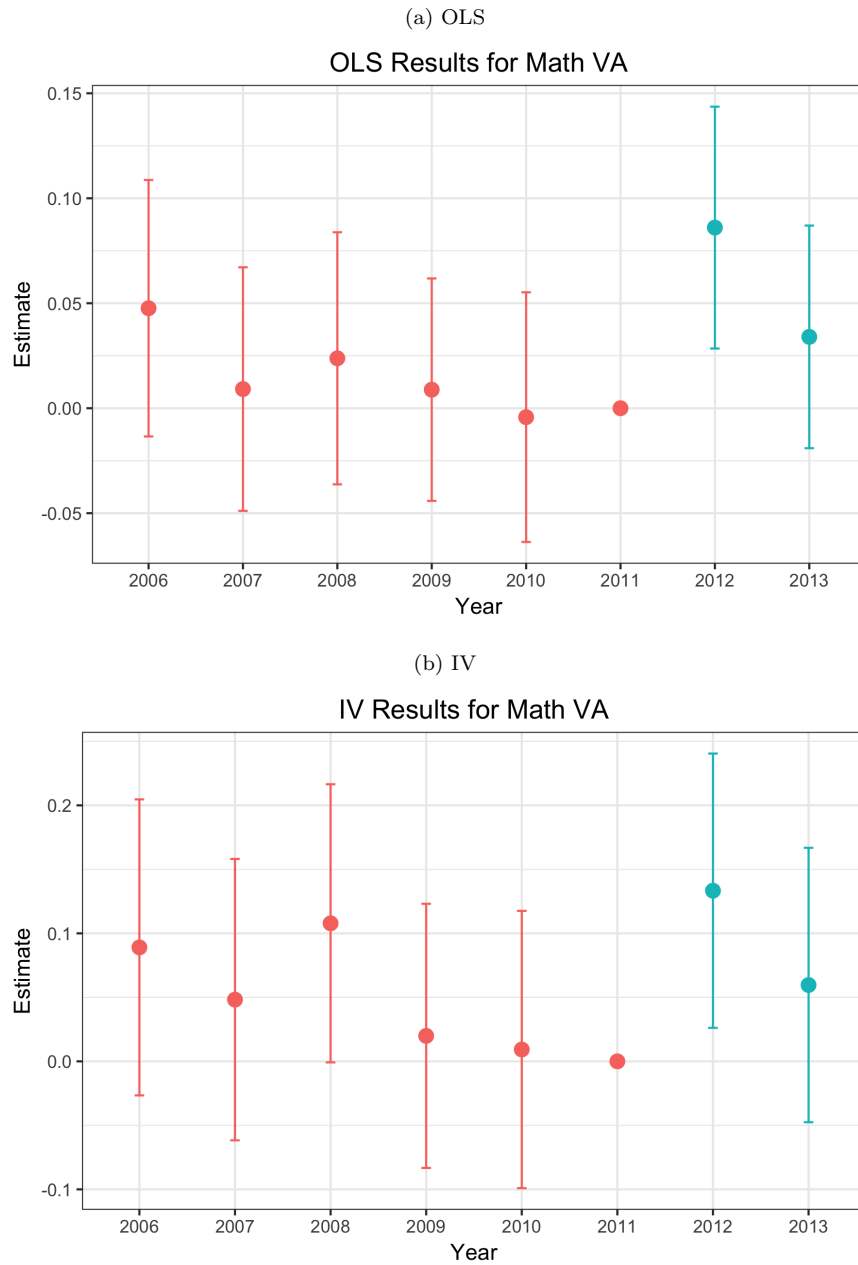 (a) OLS
OLS Results for Math VA
0.15
0.10
0.05
0.00
-0.05
Estimate
2006 2007 2008 2009 2010 2011 2012 2013
Year
(b) IV
IV Results for Math VA
0.2
0.1
0.0
-0.1
Estimate
2006 2007 2008 2009 2010 2011 2012 2013
Year